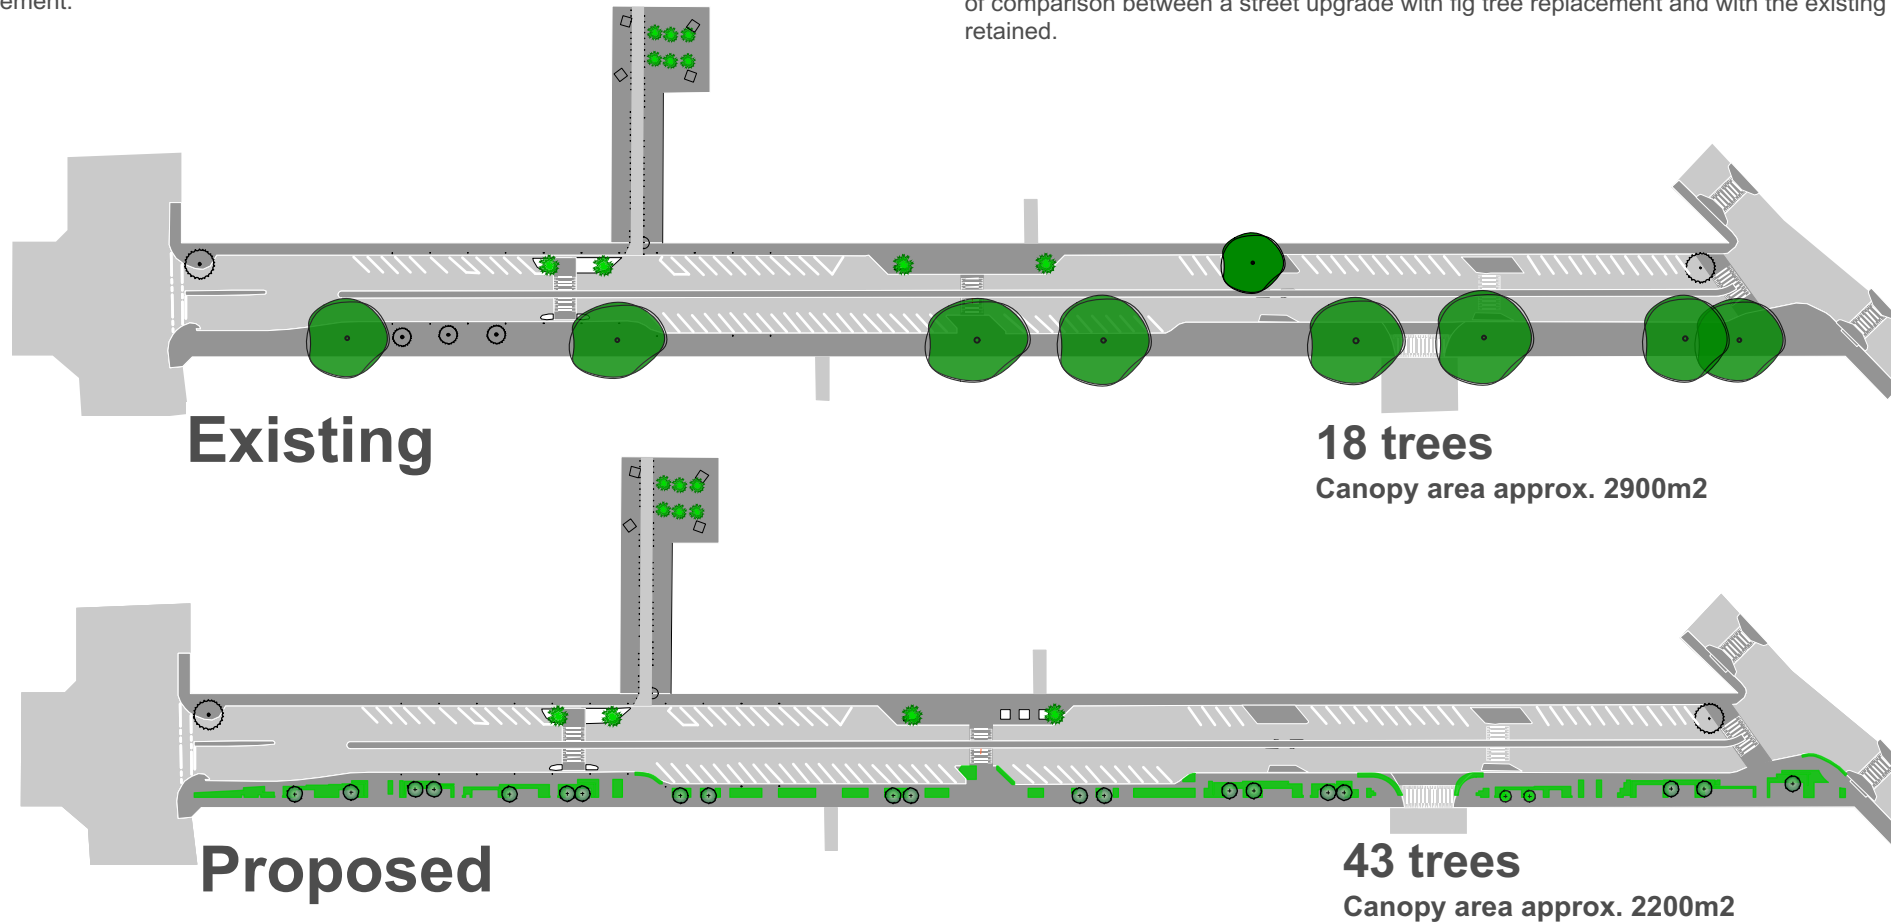 ement.
of comparison between a street upgrade with fig tree replacement and with the existing
retained.
Existing
18 trees
Canopy area approx. 2900m2
Proposed
43 trees
Canopy area approx. 2200m2